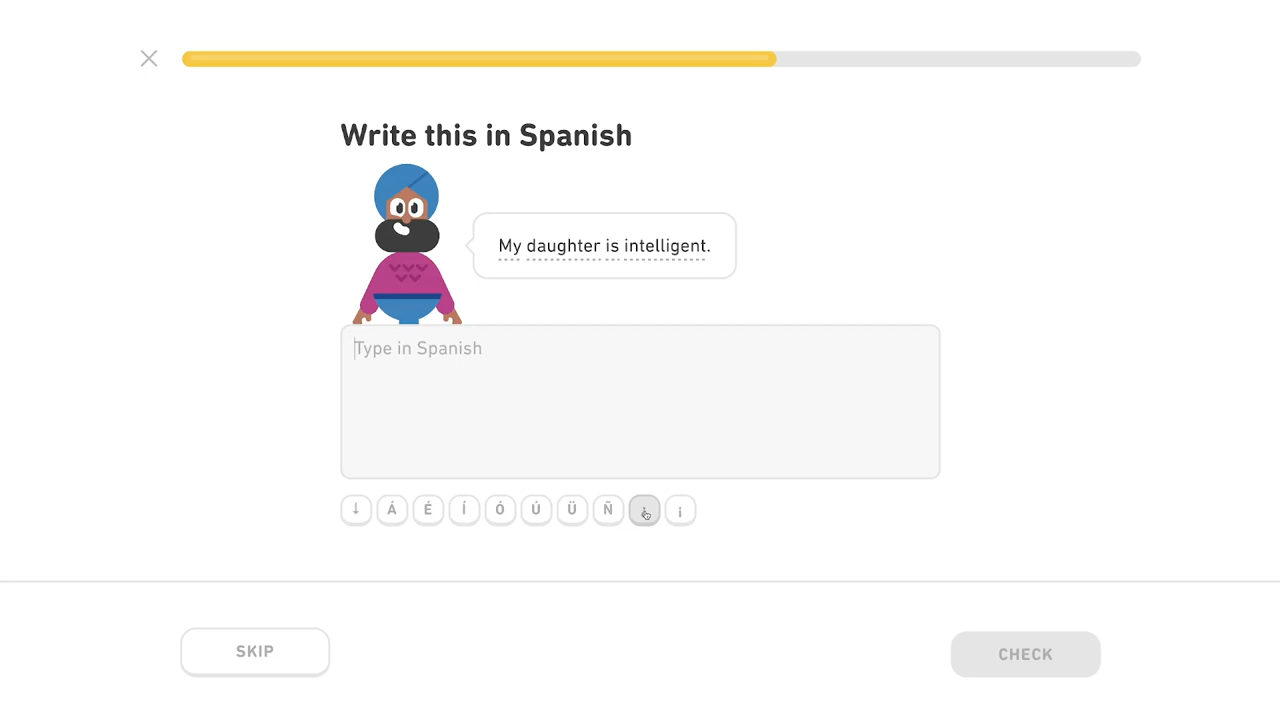 Write this in Spanish
My daughter is intelligent.
Type in Spanish
↓ Á É Í Ó Ú Ü Ñ ¡
SKIP
CHECK